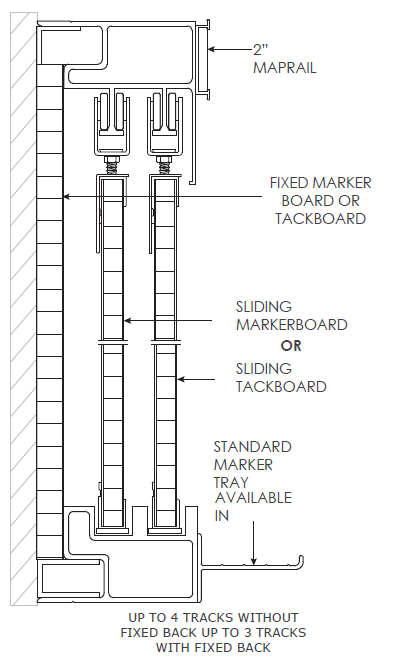 2”
MAPRAIL
FIXED MARKER
BOARD OR
TACKBOARD
SLIDING
MARKERBOARD
OR
SLIDING
TACKBOARD
STANDARD
MARKER
TRAY
AVAILABLE
IN
UP TO 4 TRACKS WITHOUT
FIXED BACK UP TO 3 TRACKS
WITH FIXED BACK